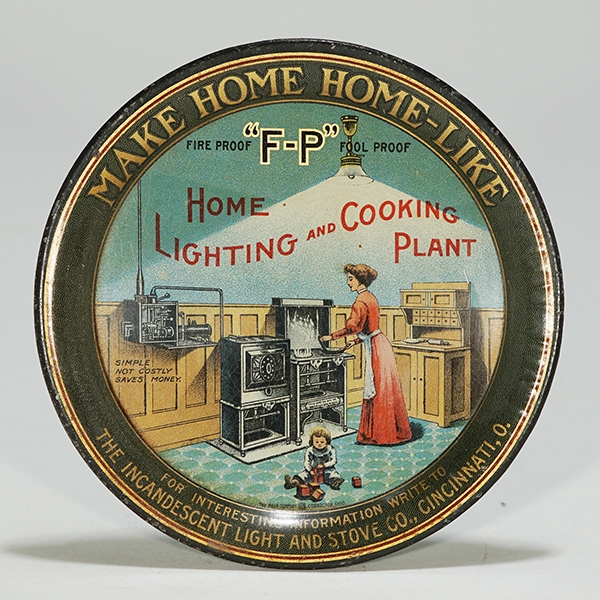 MAKE HOME HOME-LIKE
FIRE PROOF "F-P" FOOL PROOF
HOME
LIGHTING AND COOKING
PLANT
SIMPLE
NOT COSTLY
SAVES MONEY.
FOR INTERESTING INFORMATION WRITE TO
THE INCANDESCENT LIGHT AND STOVE CO., CINCINNATI, O.